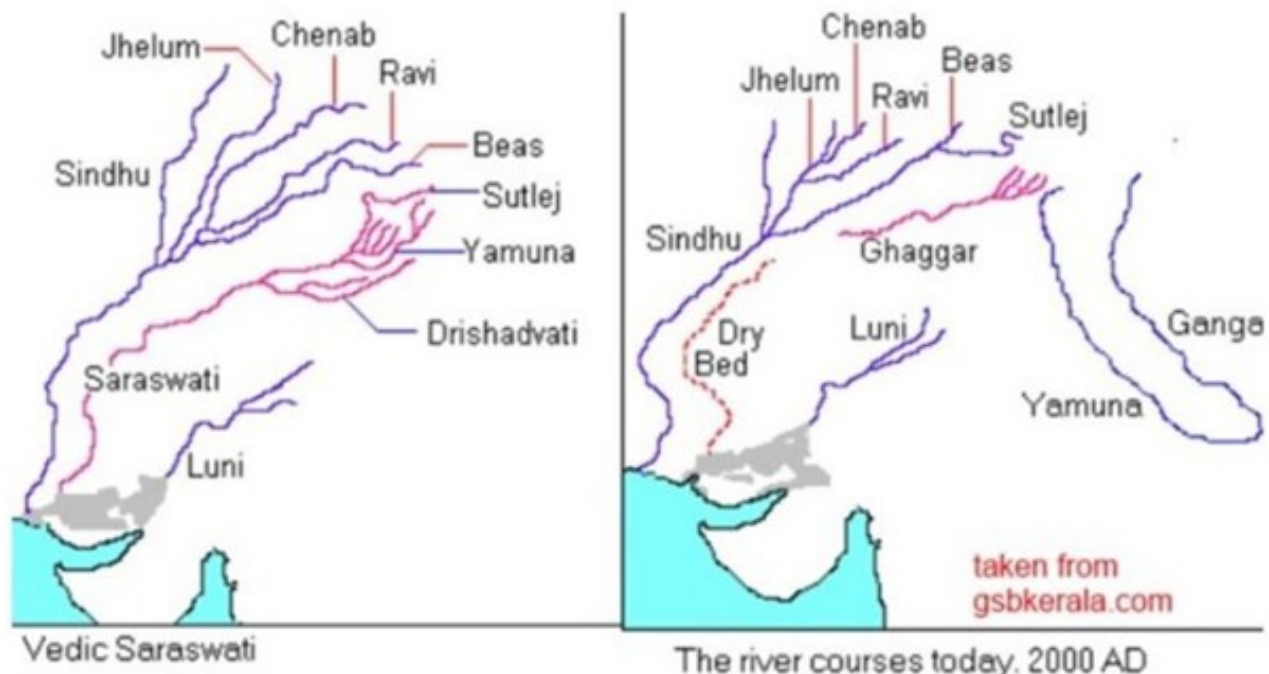 Jhelum
Chenab
Ravi
Beas
Sindhu
Sutlej
Yamuna
Drishadvati
Saraswati
Luni
Vedic Saraswati
Chenab
Beas
Jhelum
Ravi
Sutlej
Sindhu
Ghaggar
Dry
Bed
Luni
Ganga
Yamuna
taken from
gsbkerala.com
The river courses today. 2000 AD